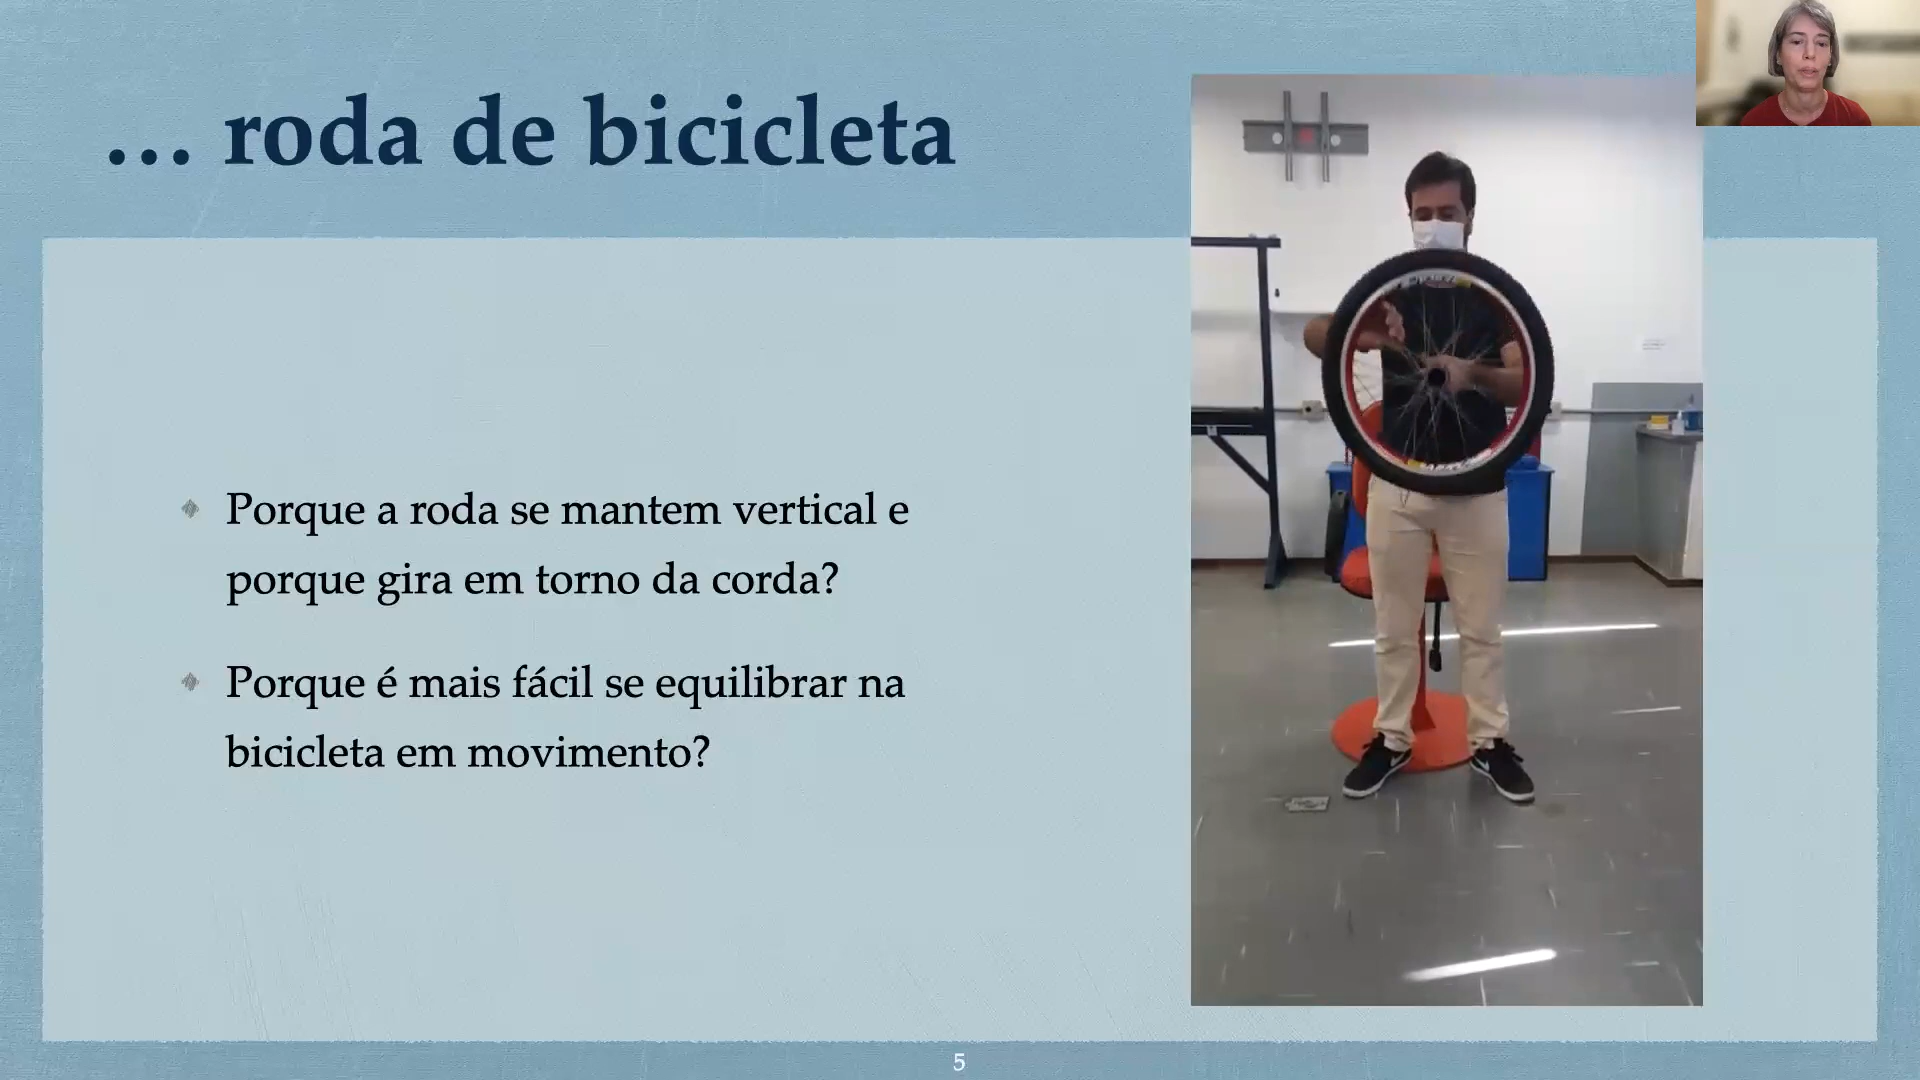 ... roda de bicicleta
Porque a roda se mantem vertical e
porque gira em torno da corda?
Porque é mais fácil se equilibrar na
bicicleta em movimento?
5